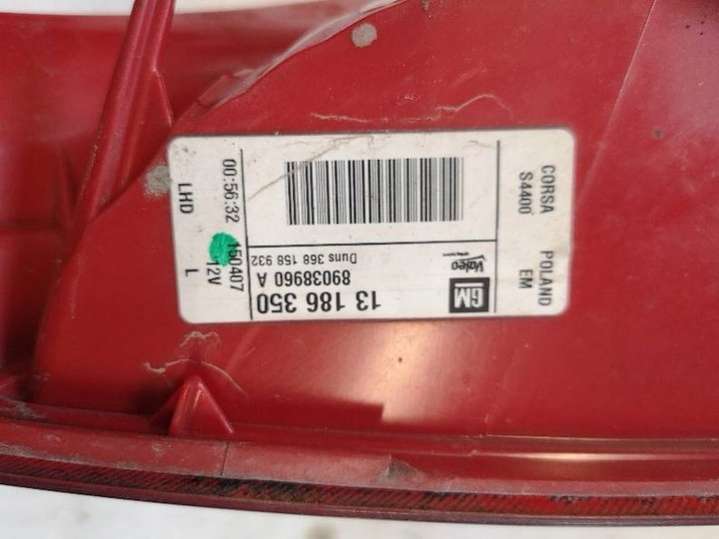 GM
Valeo
13 186 350
89038960 A
Duns 368 158 932
CORSA POLAND
S4400 EM
00:56:32 150407
12V
LHD L